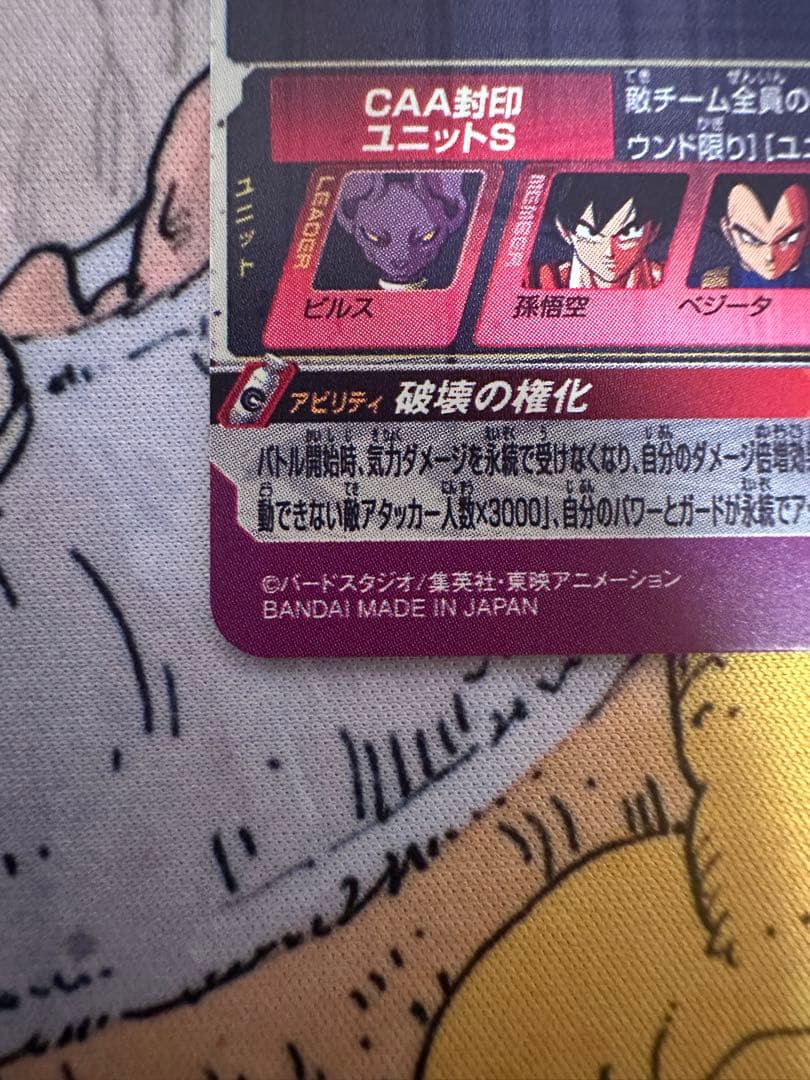 CAA封印
ユニットS
敵チーム全員の
ウンド限り][ユニ
ユニット
LEADER
MEMBER
ビルス
孫悟空
ベジータ
アビリティ 破壊の権化
バトル開始時、気力ダメージを永続で受けなくなり、自分のダメージ倍増効
動できない敵アタッカー人数×3000]、自分のパワーとガードが永続でア
©バードスタジオ/集英社・東映アニメーション
BANDAI MADE IN JAPAN